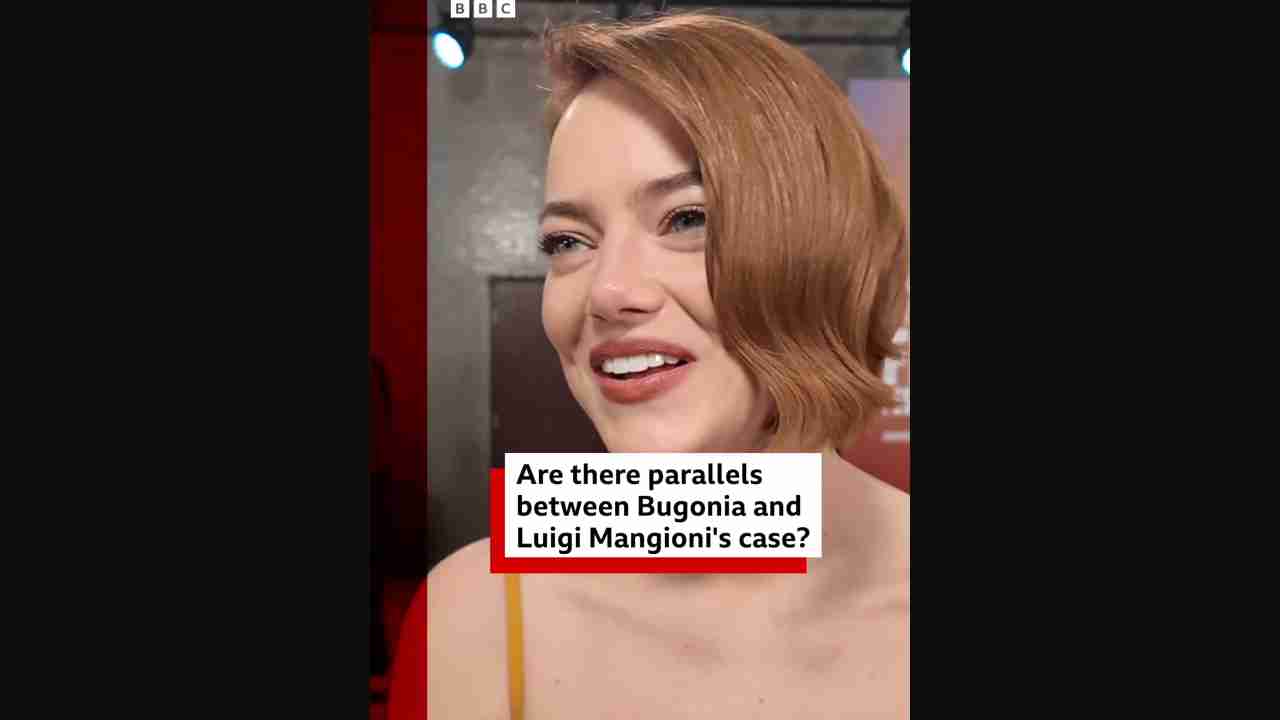 BBC
Are there parallels
between Bugonia and
Luigi Mangioni's case?